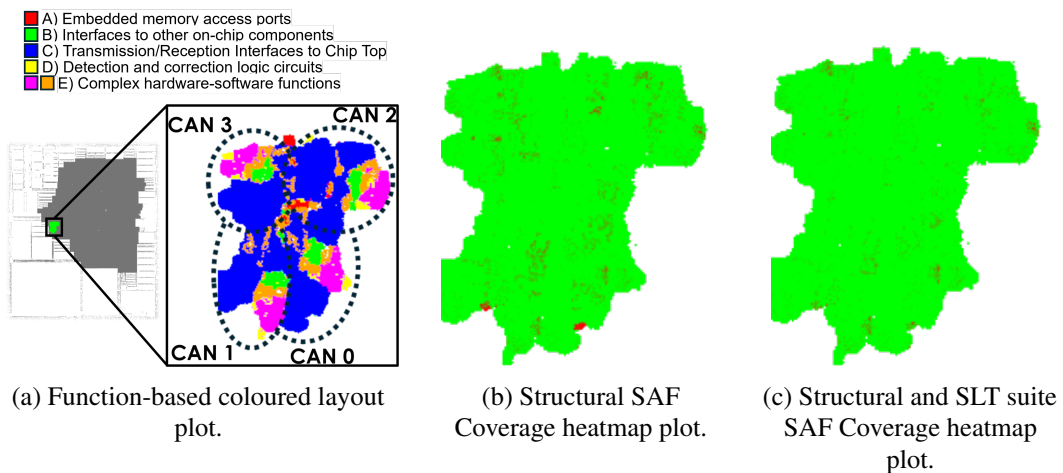 A) Embedded memory access ports
B) Interfaces to other on-chip components
C) Transmission/Reception Interfaces to Chip Top
D) Detection and correction logic circuits
E) Complex hardware-software functions
CAN 3
CAN 2
CAN 1
CAN 0
(a) Function-based coloured layout
plot.
(b) Structural SAF
Coverage heatmap plot.
(c) Structural and SLT suite
SAF Coverage heatmap
plot.